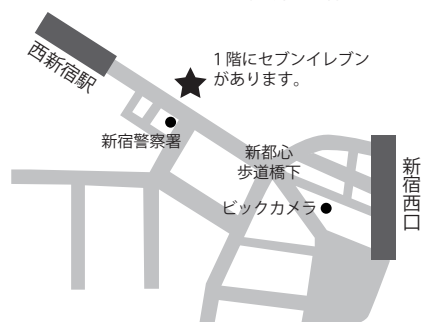 西新宿駅
1階にセブンイレブン
があります。
新宿警察署
新都心
歩道橋下
ビックカメラ
新宿西口